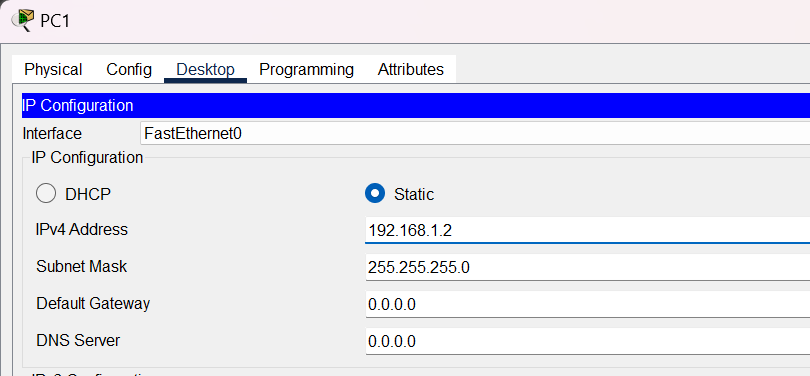 PC1
Physical Config Desktop Programming Attributes
IP Configuration
Interface FastEthernet0
IP Configuration
DHCP Static
IPv4 Address 192.168.1.2
Subnet Mask 255.255.255.0
Default Gateway 0.0.0.0
DNS Server 0.0.0.0